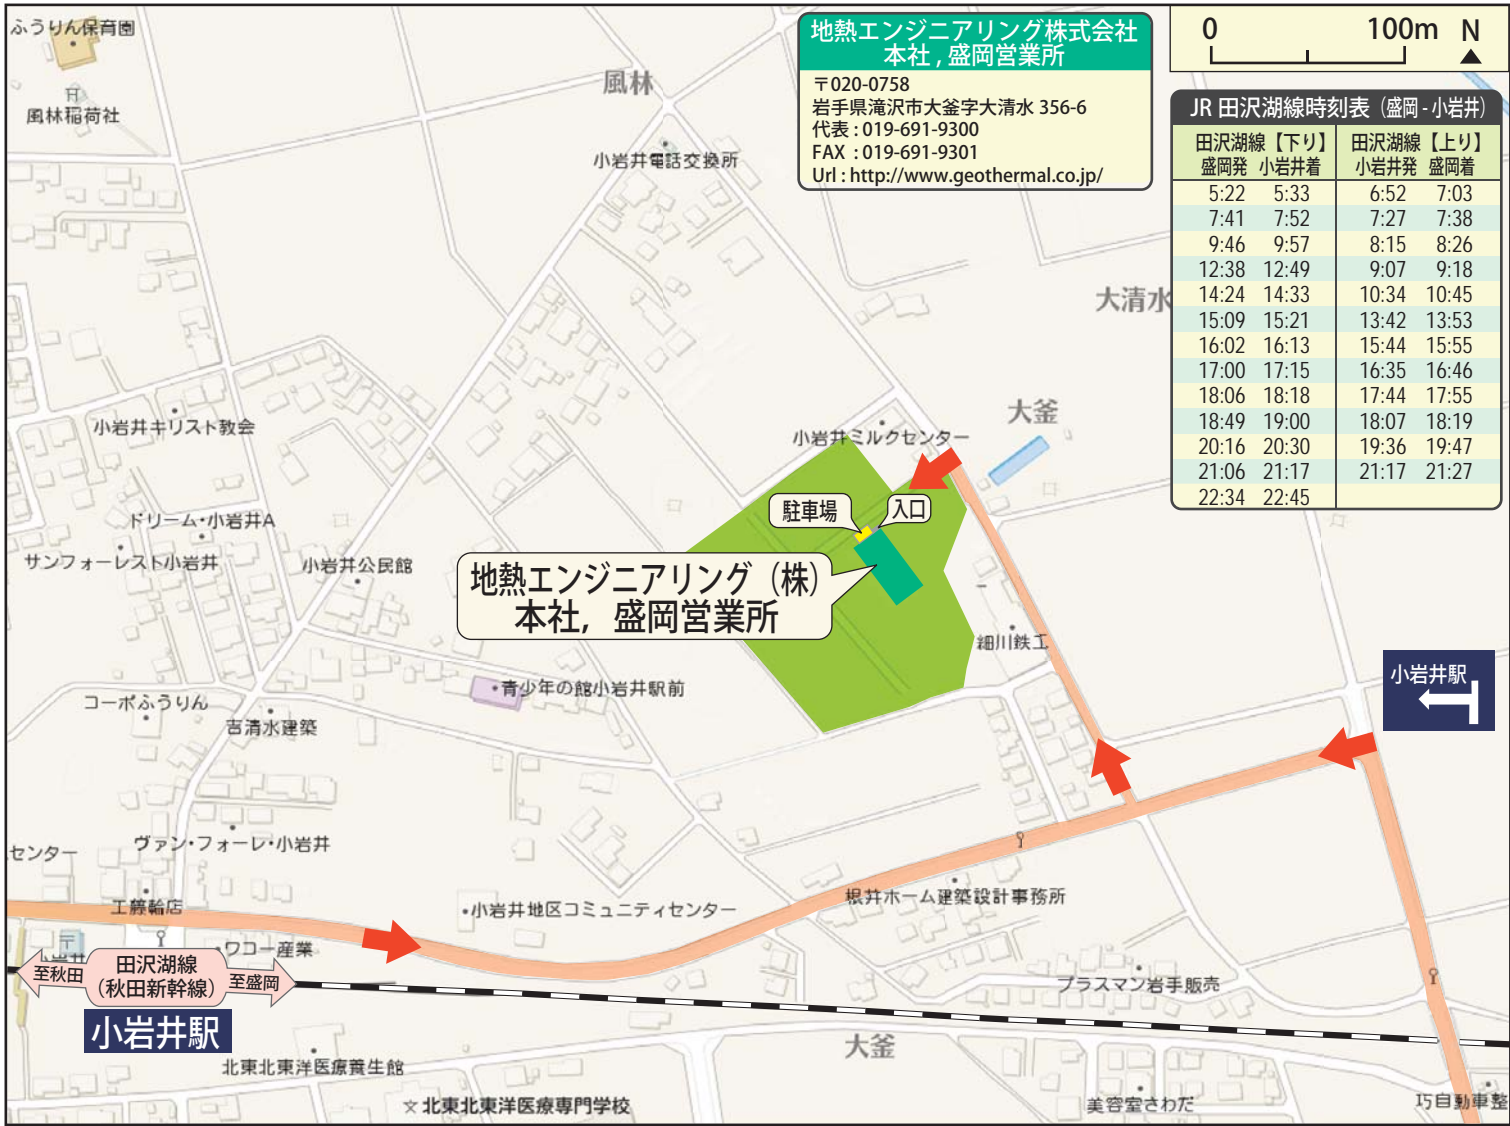 ふうりん保育園
風林稲荷社
風林
小岩井電話交換所
地熱エンジニアリング株式会社
本社 , 盛岡営業所
〒020-0758
岩手県滝沢市大釜字大清水 356-6
代表 : 019-691-9300
FAX : 019-691-9301
Url : http://www.geothermal.co.jp/
0 100m N
JR 田沢湖線時刻表（盛岡 - 小岩井）
田沢湖線【下り】 田沢湖線【上り】
盛岡発 小岩井着 小岩井発 盛岡着
5:22 5:33 6:52 7:03
7:41 7:52 7:27 7:38
9:46 9:57 8:15 8:26
12:38 12:49 9:07 9:18
14:24 14:33 10:34 10:45
15:09 15:21 13:42 13:53
16:02 16:13 15:44 15:55
17:00 17:15 16:35 16:46
18:06 18:18 17:44 17:55
18:49 19:00 18:07 18:19
20:16 20:30 19:36 19:47
21:06 21:17 21:17 21:27
22:34 22:45
大清水
大釜
小岩井キリスト教会
小岩井ミルクセンター
駐車場
入口
ドリーム・小岩井A
サンフォーレスト小岩井
小岩井公民館
地熱エンジニアリング（株）
本社，盛岡営業所
細川鉄工
小岩井駅
青少年の館小岩井駅前
コーポふうりん
吉清水建築
ヴァン・フォーレ・小岩井
センター
工藤輪店
小岩井地区コミュニティセンター
根井ホーム建築設計事務所
ワコー産業
小岩井
至秋田
田沢湖線
（秋田新幹線）
至盛岡
小岩井駅
プラスマン岩手販売
大釜
北東北東洋医療養生館
北東北東洋医療専門学校
美容室さわだ
巧自動車整